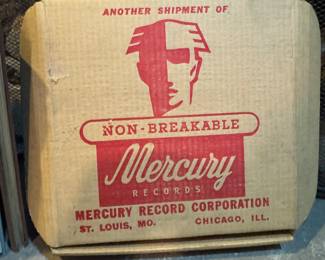 ANOTHER SHIPMENT OF
NON-BREAKABLE
Mercury
RECORDS
MERCURY RECORD CORPORATION
ST. LOUIS, MO. CHICAGO, ILL.